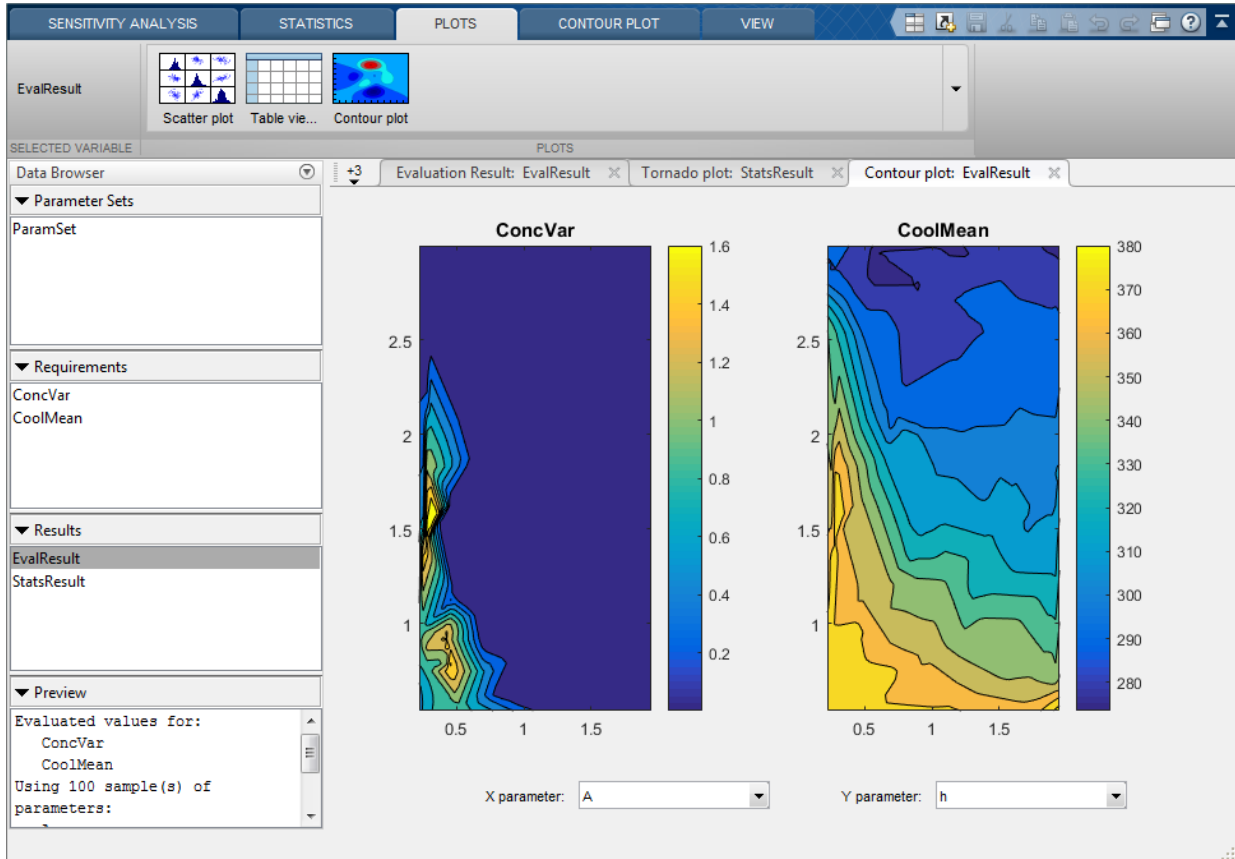 SENSITIVITY ANALYSIS STATISTICS PLOTS CONTOUR PLOT VIEW
EvalResult
Scatter plot Table vie... Contour plot
SELECTED VARIABLE PLOTS
Data Browser
+3 Evaluation Result: EvalResult Tornado plot: StatsResult Contour plot: EvalResult
Parameter Sets
ParamSet
Requirements
ConcVar
CoolMean
Results
EvalResult
StatsResult
Preview
Evaluated values for:
ConcVar
CoolMean
Using 100 sample(s) of
parameters:
ConcVar
2.5
2
1.5
1
0.5 1 1.5
1.6
1.4
1.2
1
0.8
0.6
0.4
0.2
CoolMean
2.5
2
1.5
1
0.5 1 1.5
380
370
360
350
340
330
320
310
300
290
280
X parameter: A
Y parameter: h